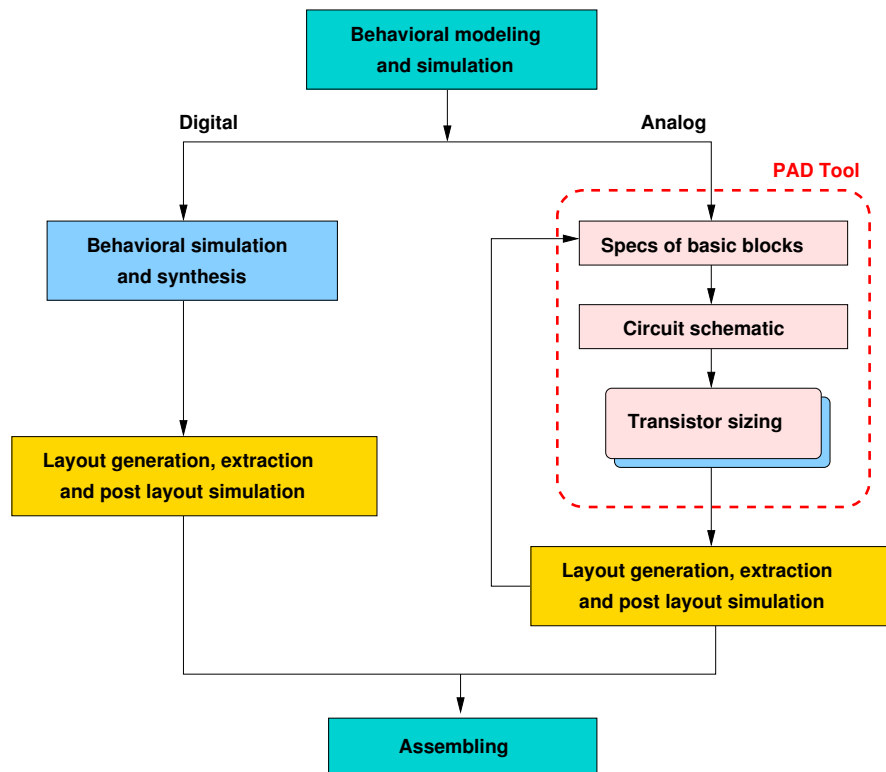 Behavioral modeling
and simulation
Digital
Analog
PAD Tool
Behavioral simulation
and synthesis
Specs of basic blocks
Circuit schematic
Transistor sizing
Layout generation, extraction
and post layout simulation
Layout generation, extraction
and post layout simulation
Assembling